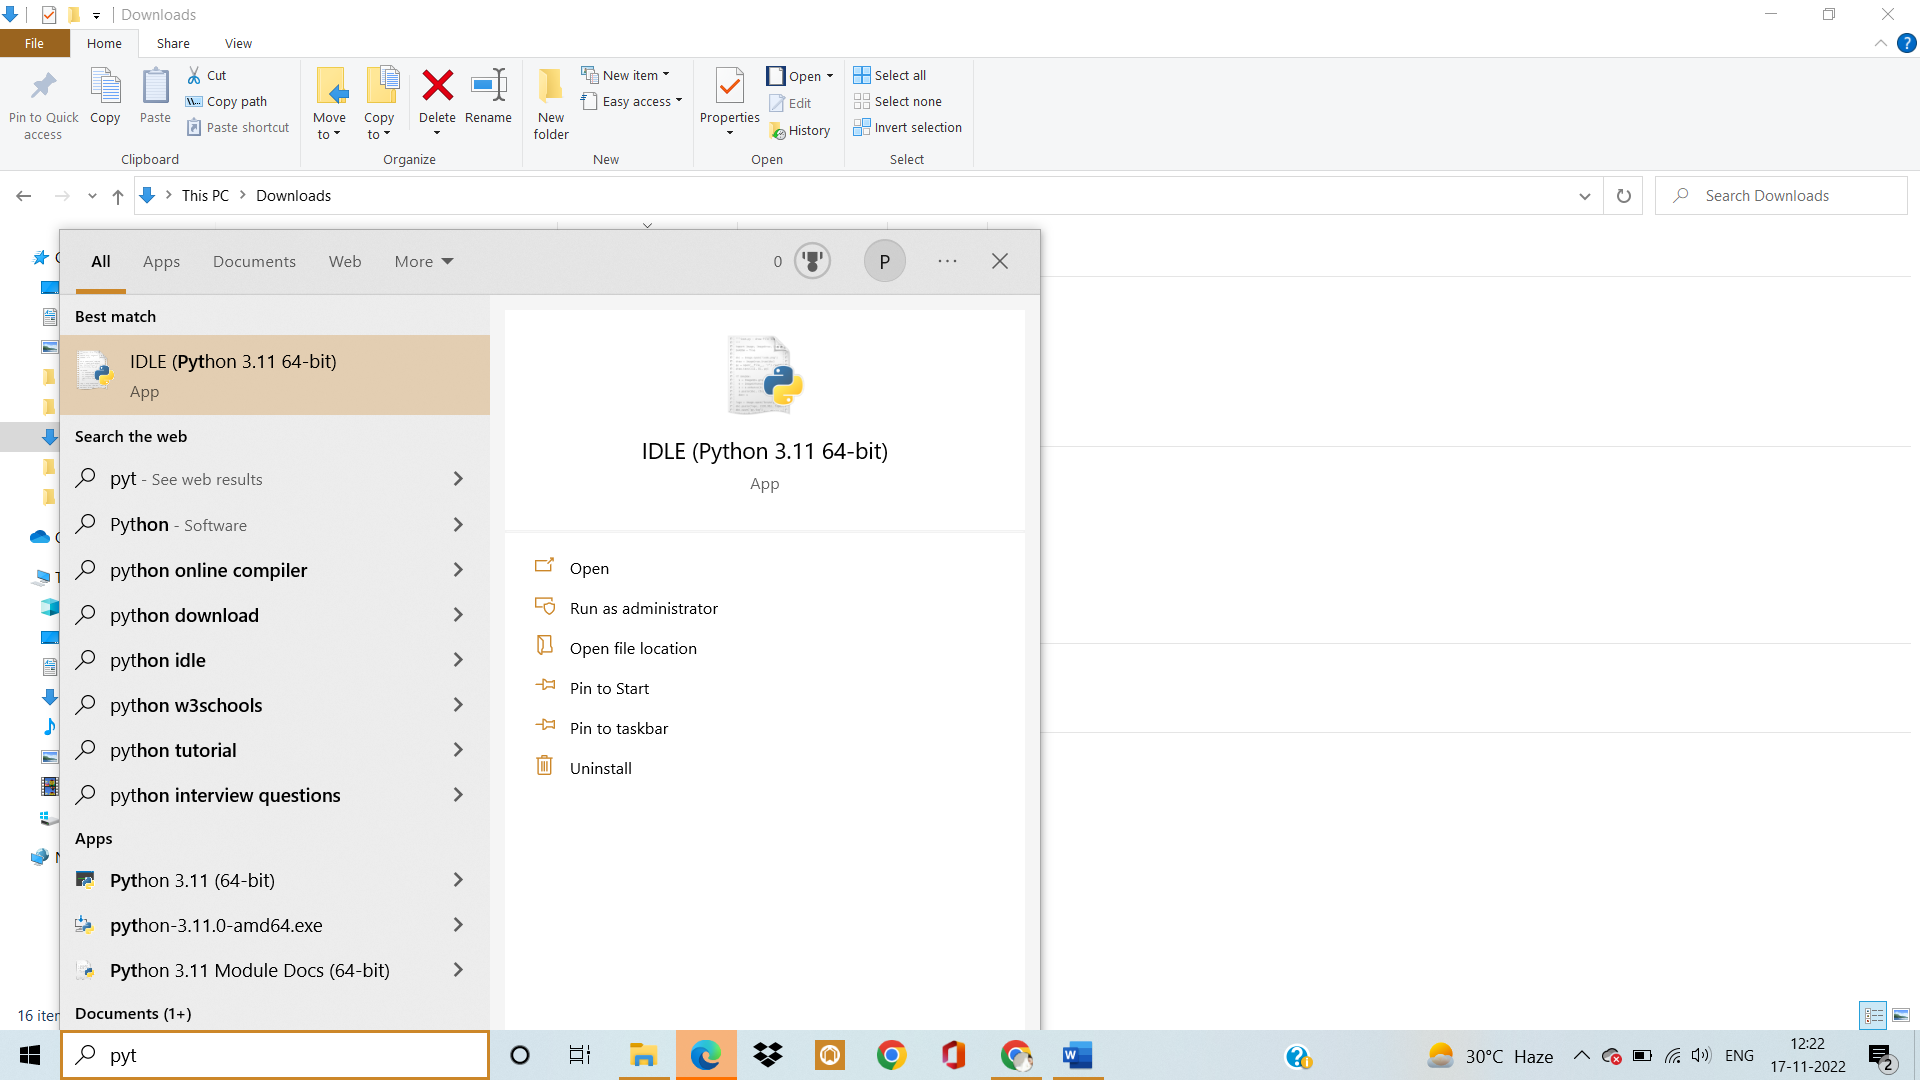 Downloads
File
Home
Share
View
?
Pin to Quick access
Copy
Paste
Cut
Copy path
Paste shortcut
Clipboard
Move to
Copy to
Delete
Rename
Organize
New folder
New item
Easy access
New
Properties
Open
Edit
History
Open
Select all
Select none
Invert selection
Select
This PC
Downloads
Search Downloads
All
Apps
Documents
Web
More
0
P
Best match
IDLE (Python 3.11 64-bit)
App
Search the web
pyt - See web results
Python - Software
python online compiler
python download
python idle
python w3schools
python tutorial
python interview questions
Apps
Python 3.11 (64-bit)
python-3.11.0-amd64.exe
Python 3.11 Module Docs (64-bit)
Documents (1+)
IDLE (Python 3.11 64-bit)
App
Open
Run as administrator
Open file location
Pin to Start
Pin to taskbar
Uninstall
16
pyt
30°C Haze
ENG
12:22
17-11-2022
2